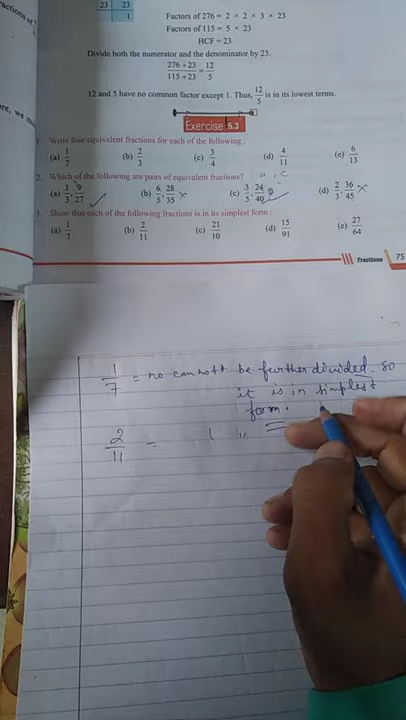 23 23
1
Factors of 276 = 2 × 2 × 3 × 23
Factors of 115 = 5 × 23
HCF = 23
Divide both the numerator and the denominator by 23.
276 ÷ 23 / 115 ÷ 23 = 12/5
12 and 5 have no common factor except 1. Thus, 12/5 is in its lowest terms.
Exercise 5.3
1. Write four equivalent fractions for each of the following :
(a) 1/7 (b) 2/3 (c) 3/4 (d) 4/11 (e) 6/13
2. Which of the following are pairs of equivalent fractions?
(a) 1/3, 9/27 ✓ (b) 6/5, 28/35 × (c) 3/5, 24/40 ✓ (d) 2/3, 36/45 ×
3. Show that each of the following fractions is in its simplest form :
(a) 1/7 (b) 2/11 (c) 21/10 (d) 15/91 (e) 27/64
Fractions 75
1/7 = no cannott be further divided. so
it is in simplest
form.
2/11 = ( "